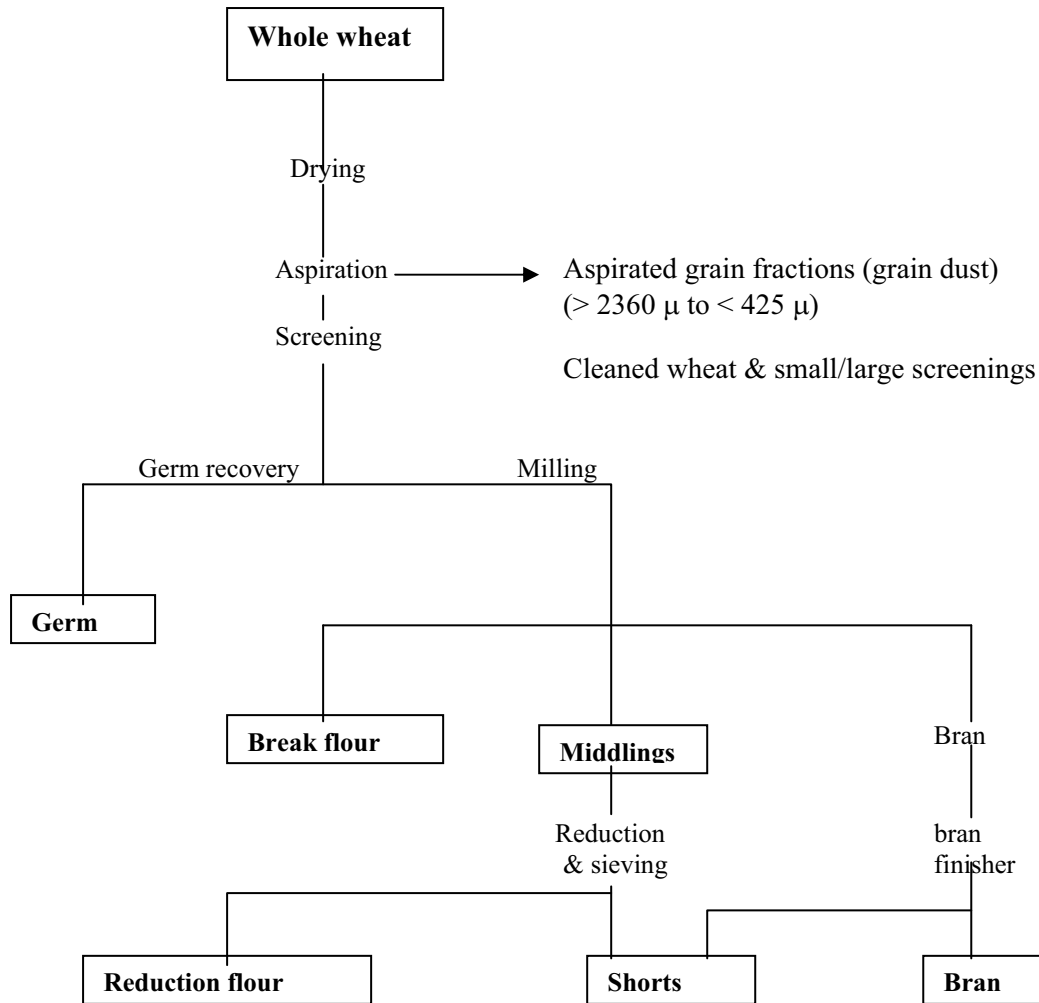 Whole wheat
Drying
Aspiration
Aspirated grain fractions (grain dust)
(> 2360 μ to < 425 μ)
Screening
Cleaned wheat & small/large screenings
Germ recovery
Milling
Germ
Break flour
Middlings
Bran
Reduction
& sieving
bran
finisher
Reduction flour
Shorts
Bran